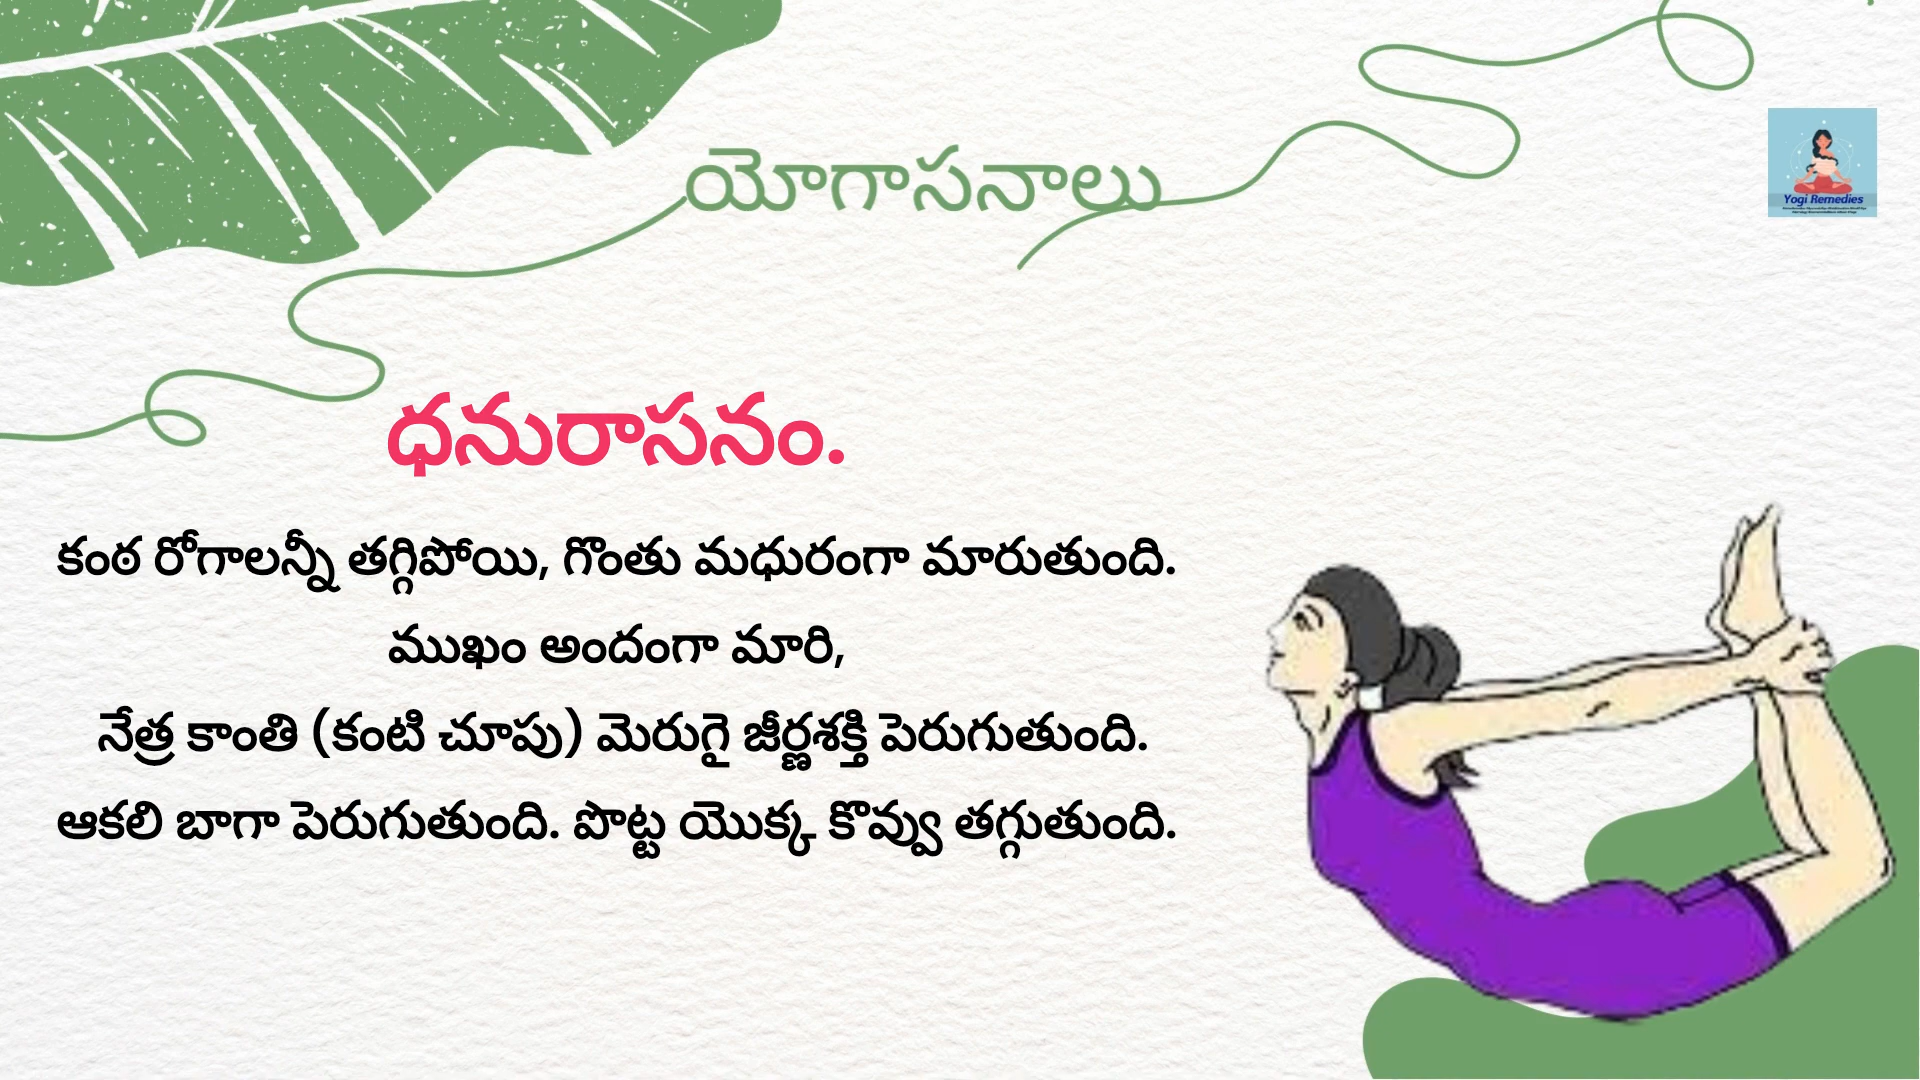 యోగాసనాలు
Yogi Remedies
ధనురాసనం.
కంఠ రోగాలన్నీ తగ్గిపోయి, గొంతు మధురంగా మారుతుంది.
ముఖం అందంగా మారి,
నేత్ర కాంతి (కంటి చూపు) మెరుగై జీర్ణశక్తి పెరుగుతుంది.
ఆకలి బాగా పెరుగుతుంది. పొట్ట యొక్క కొవ్వు తగ్గుతుంది.